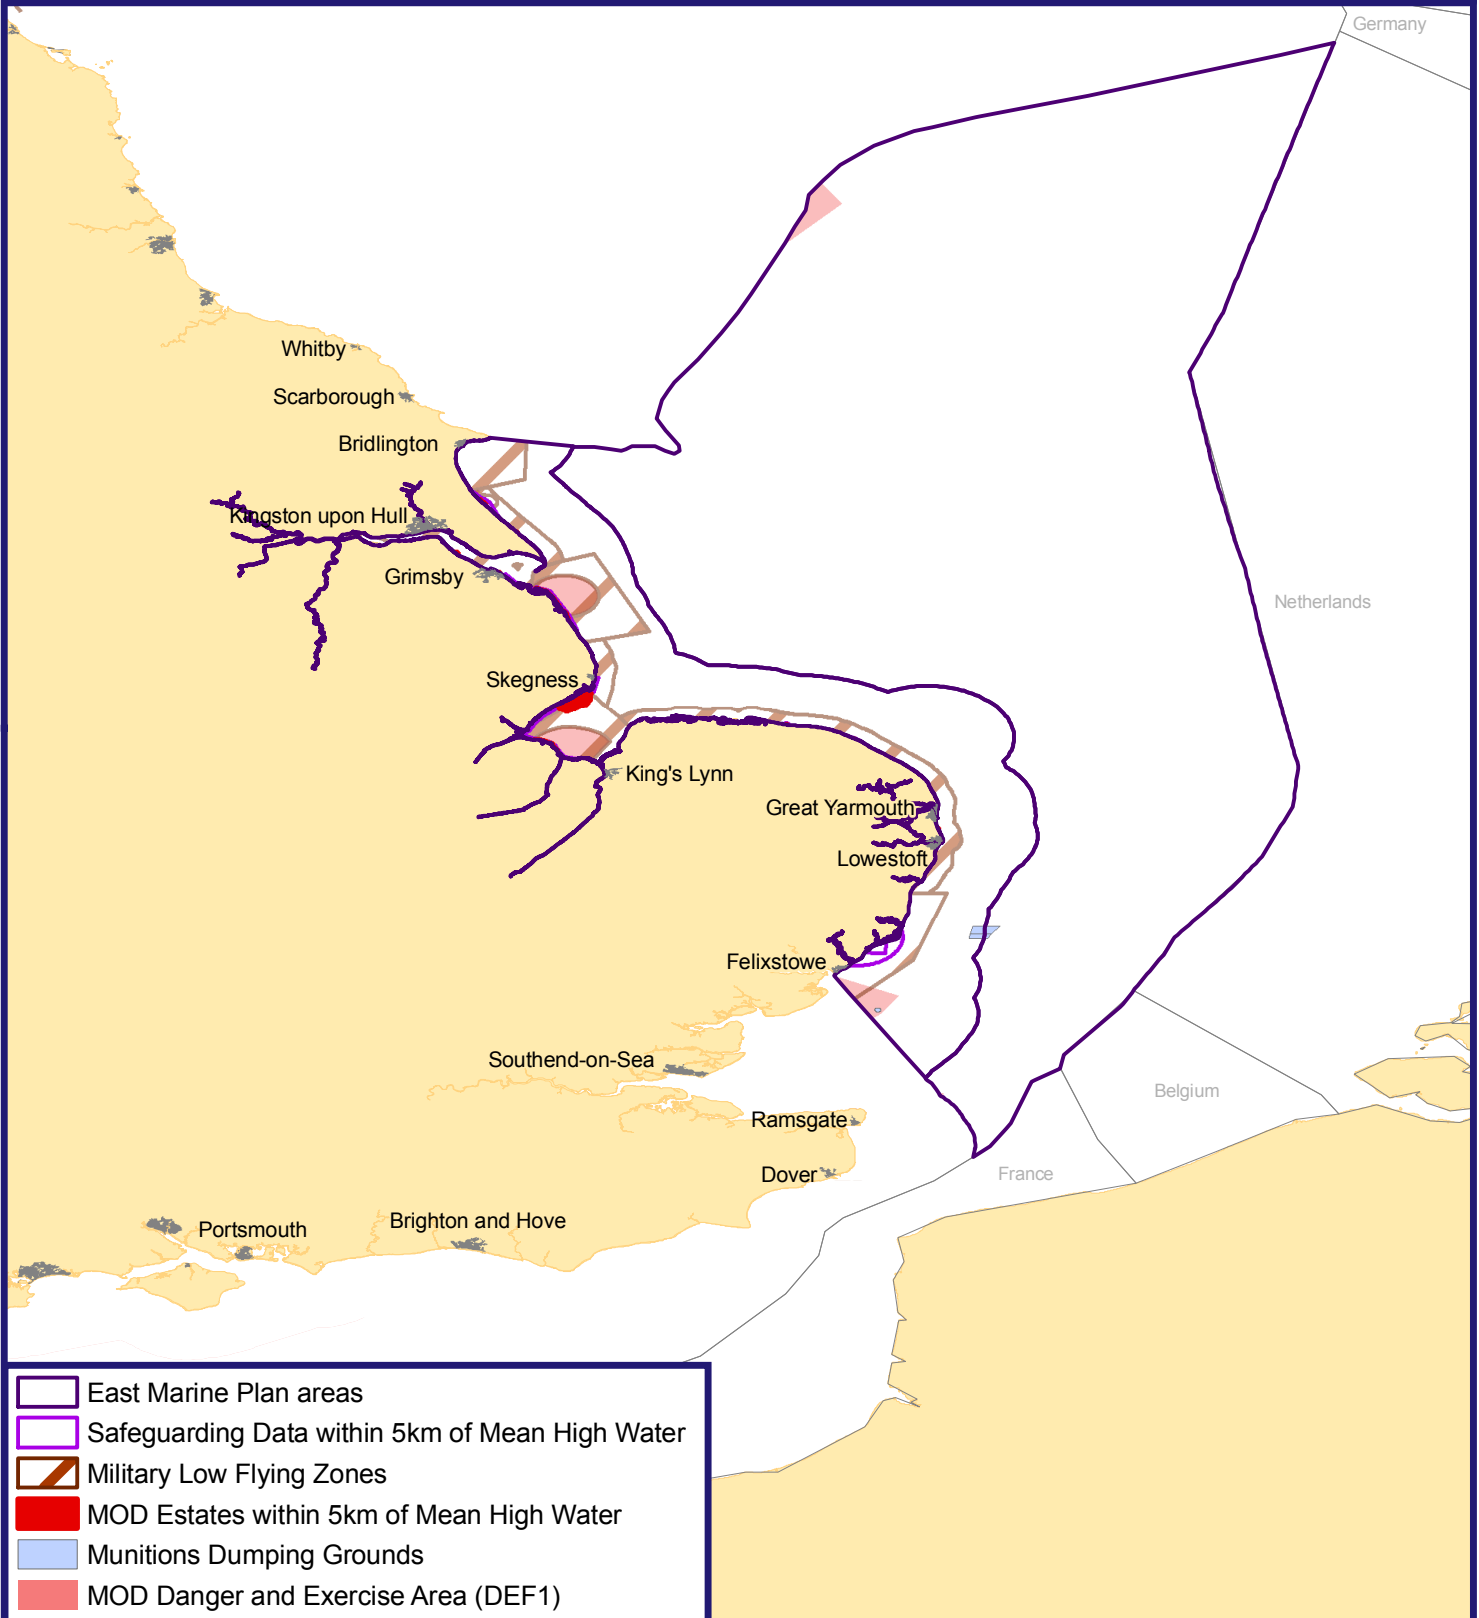 Germany
Whitby
Scarborough
Bridlington
Kingston upon Hull
Grimsby
Netherlands
Skegness
King's Lynn
Great Yarmouth
Lowestoft
Felixstowe
Southend-on-Sea
Belgium
Ramsgate
Dover
France
Brighton and Hove
Portsmouth
East Marine Plan areas
Safeguarding Data within 5km of Mean High Water
Military Low Flying Zones
MOD Estates within 5km of Mean High Water
Munitions Dumping Grounds
MOD Danger and Exercise Area (DEF1)